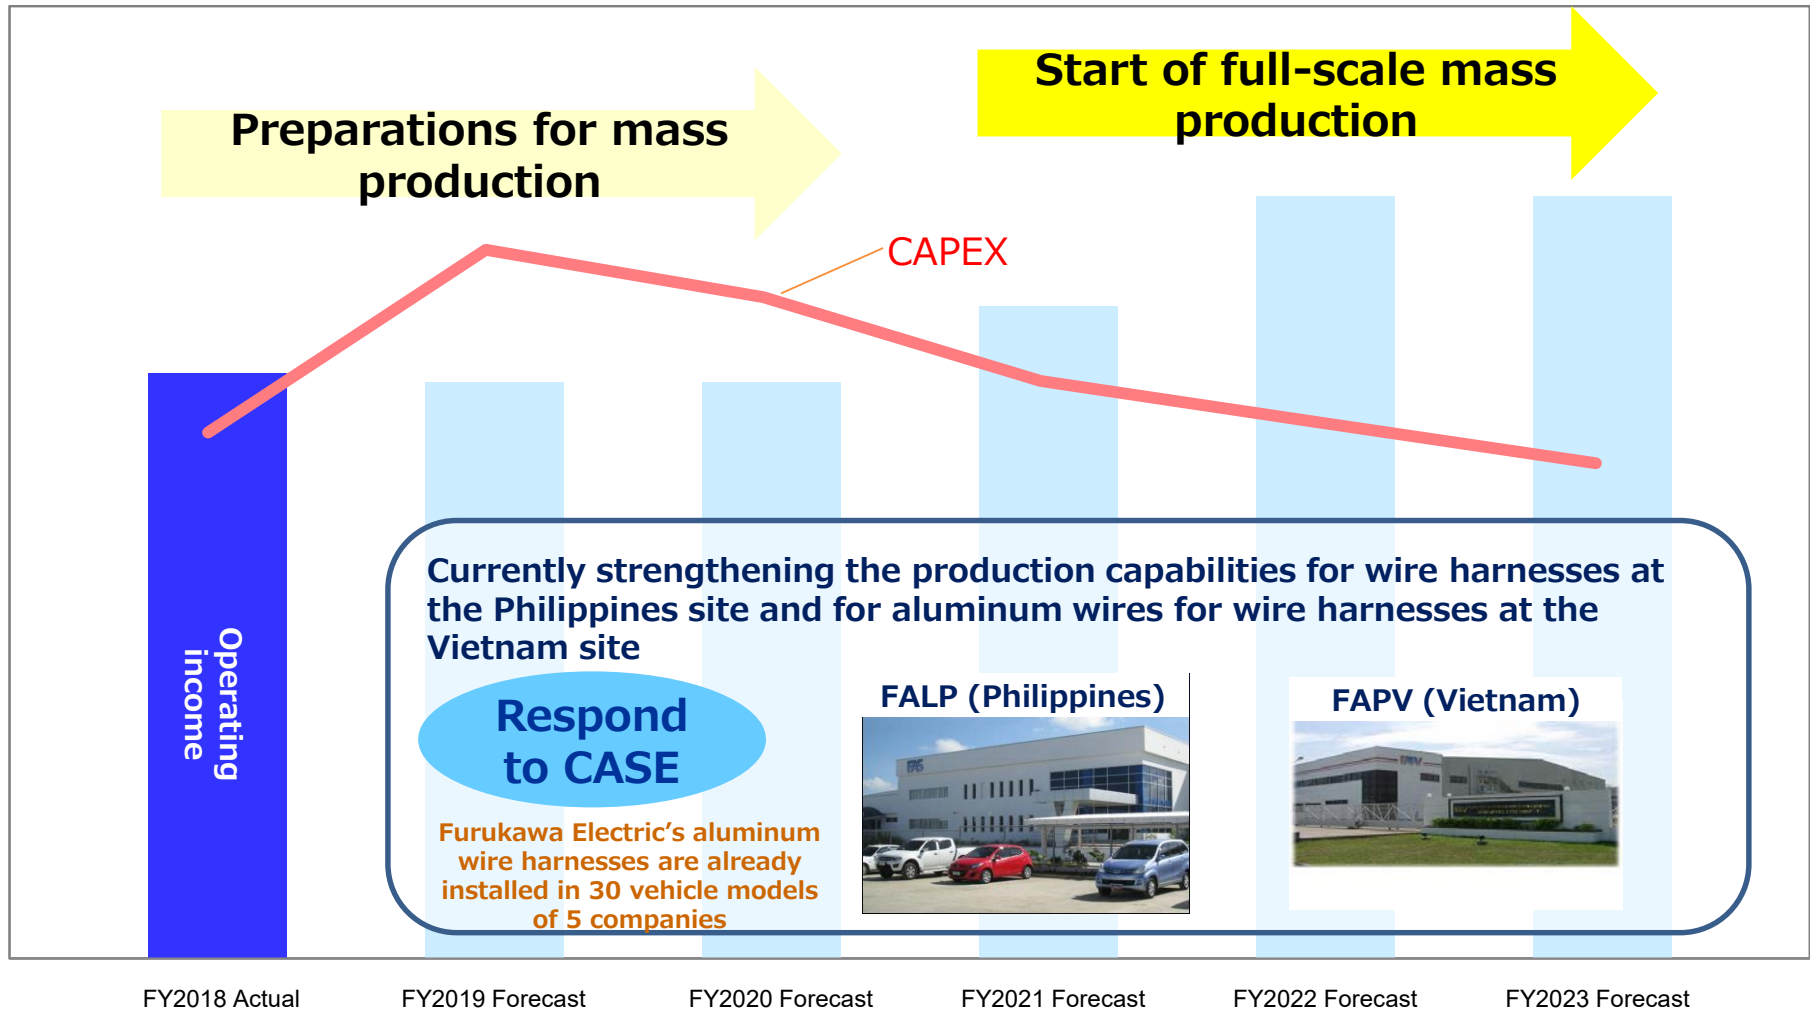 Start of full-scale mass
production
Preparations for mass
production
CAPEX
Operating
income
Currently strengthening the production capabilities for wire harnesses at
the Philippines site and for aluminum wires for wire harnesses at the
Vietnam site
Respond
to CASE
Furukawa Electric’s aluminum
wire harnesses are already
installed in 30 vehicle models
of 5 companies
FALP (Philippines)
FAPV (Vietnam)
FY2018 Actual
FY2019 Forecast
FY2020 Forecast
FY2021 Forecast
FY2022 Forecast
FY2023 Forecast